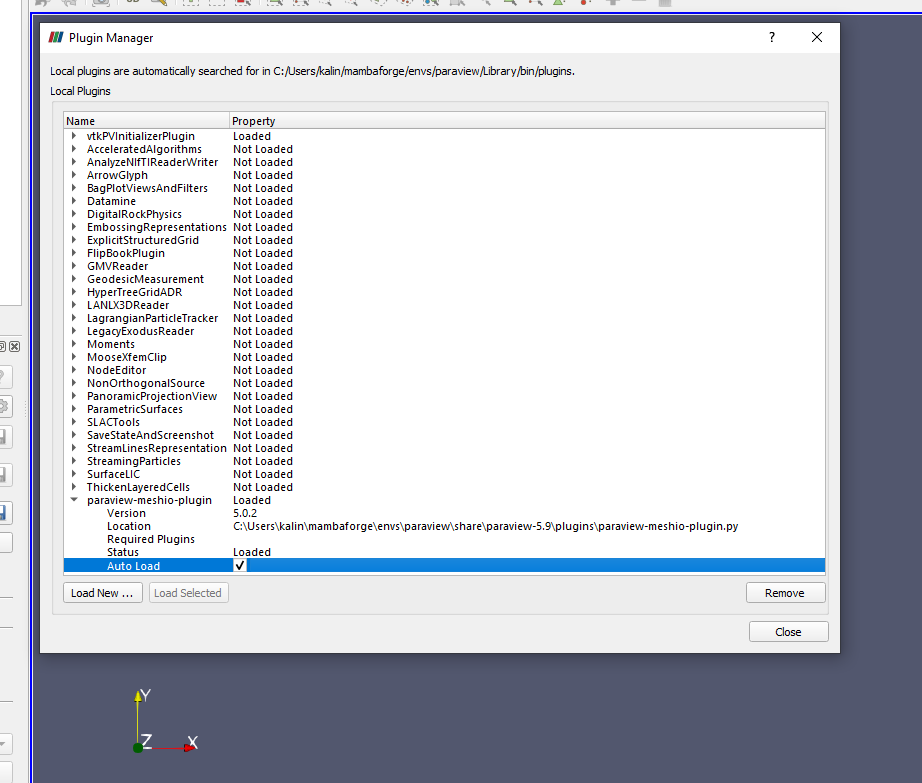 Plugin Manager
?
Local plugins are automatically searched for in C:/Users/kalin/mambaforge/envs/paraview/Library/bin/plugins.
Local Plugins
Name Property
vtkPVInitializerPlugin Loaded
AcceleratedAlgorithms Not Loaded
AnalyzeNIfTIReaderWriter Not Loaded
ArrowGlyph Not Loaded
BagPlotViewsAndFilters Not Loaded
Datamine Not Loaded
DigitalRockPhysics Not Loaded
EmbossingRepresentations Not Loaded
ExplicitStructuredGrid Not Loaded
FlipBookPlugin Not Loaded
GMVReader Not Loaded
GeodesicMeasurement Not Loaded
HyperTreeGridADR Not Loaded
LANLX3DReader Not Loaded
LagrangianParticleTracker Not Loaded
LegacyExodusReader Not Loaded
Moments Not Loaded
MooseXfemClip Not Loaded
NodeEditor Not Loaded
NonOrthogonalSource Not Loaded
PanoramicProjectionView Not Loaded
ParametricSurfaces Not Loaded
SLACTools Not Loaded
SaveStateAndScreenshot Not Loaded
StreamLinesRepresentation Not Loaded
StreamingParticles Not Loaded
SurfaceLIC Not Loaded
ThickenLayeredCells Not Loaded
paraview-meshio-plugin Loaded
Version 5.0.2
Location C:\Users\kalin\mambaforge\envs\paraview\share\paraview-5.9\plugins\paraview-meshio-plugin.py
Required Plugins
Status Loaded
Auto Load
Load New ... Load Selected Remove
Close
Y
Z X